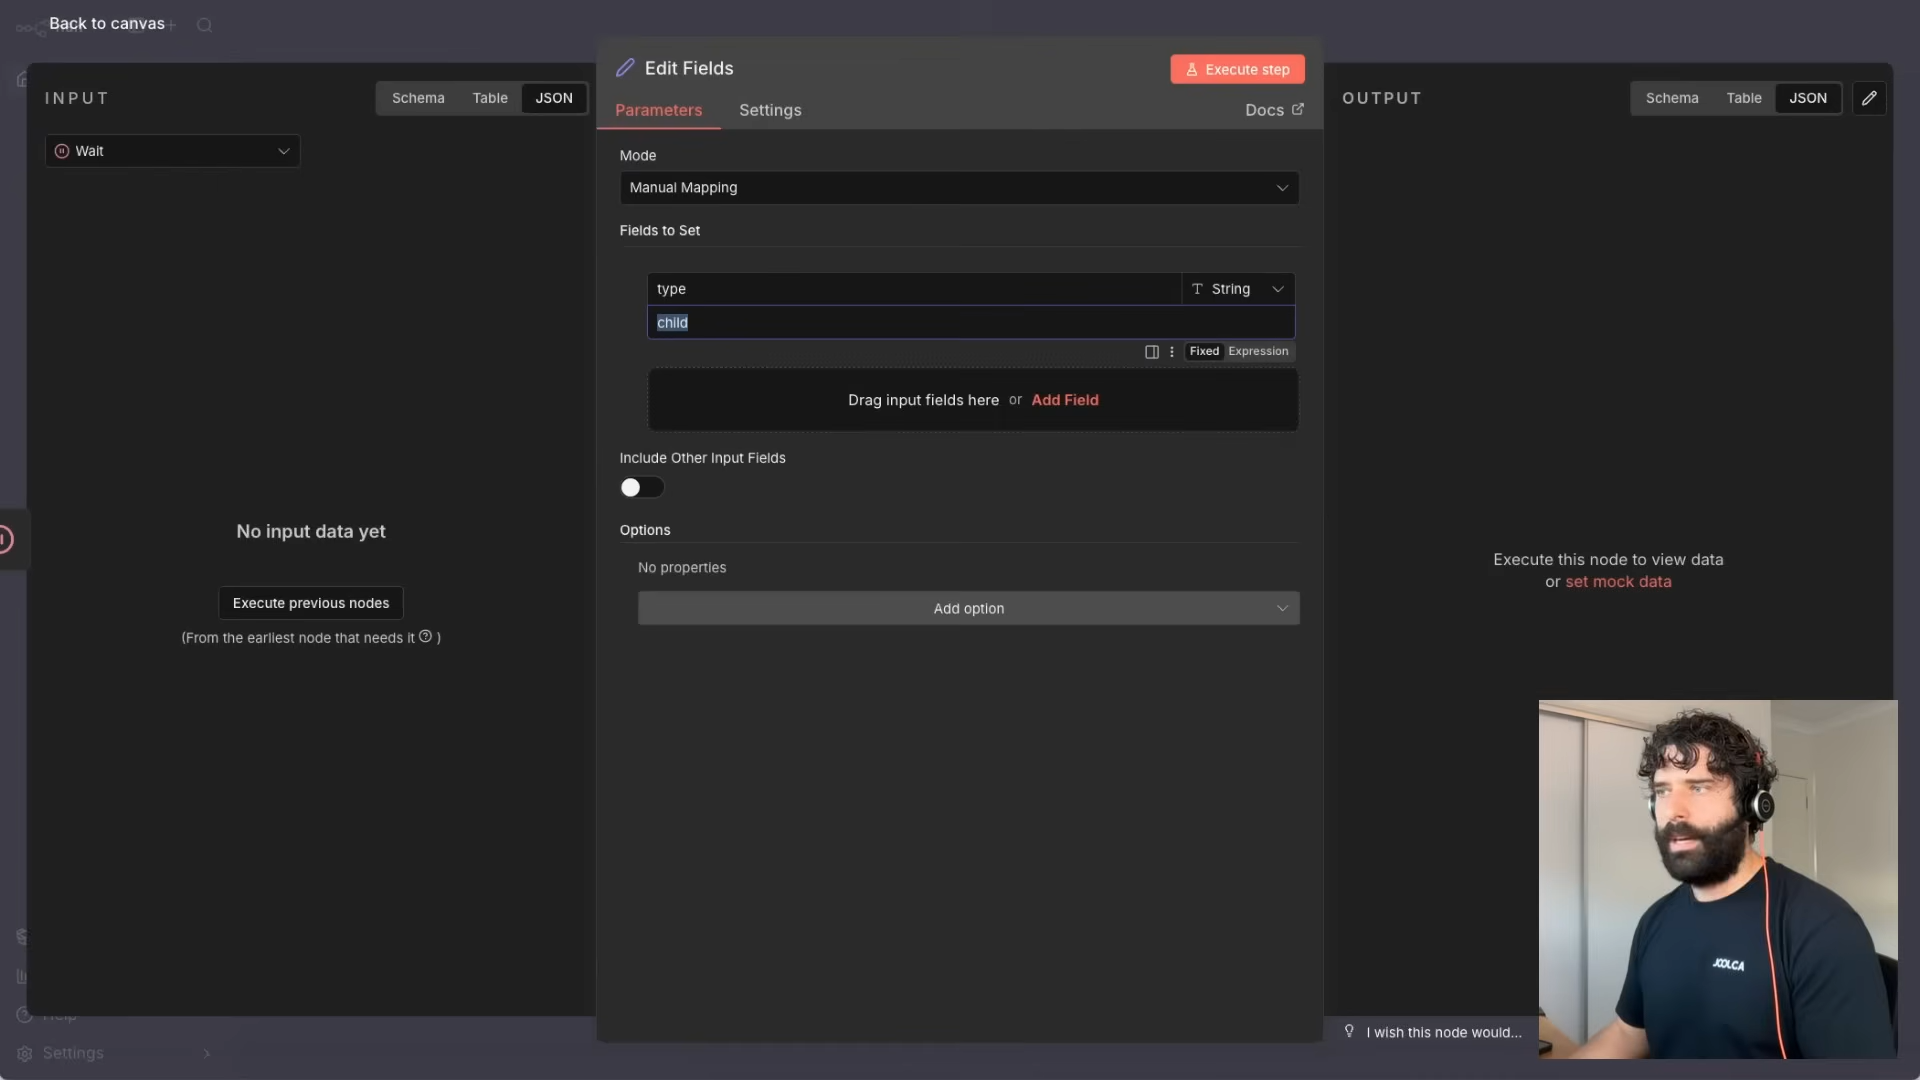 Back to canvas
INPUT
Schema Table JSON
Wait
No input data yet
Execute previous nodes
(From the earliest node that needs it ? )
Help
Settings
Edit Fields
Execute step
Parameters Settings
Docs
Mode
Manual Mapping
Fields to Set
type
T String
child
Fixed Expression
Drag input fields here or Add Field
Include Other Input Fields
Options
No properties
Add option
OUTPUT
Schema Table JSON
Execute this node to view data
or set mock data
I wish this node would...
JOOLCA